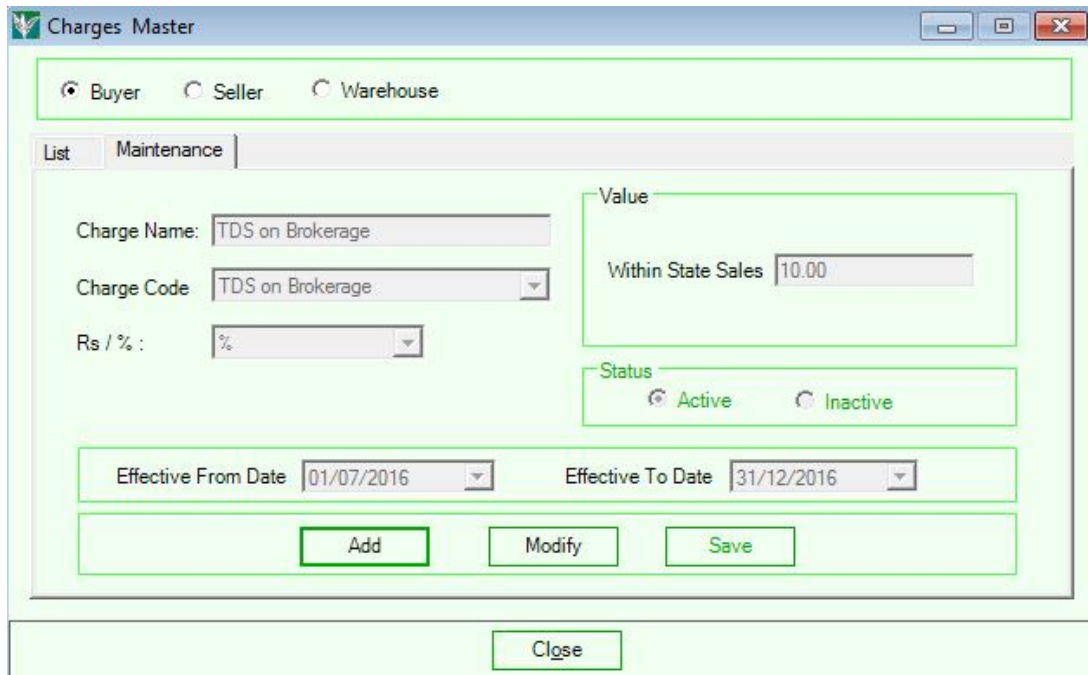 Charges Master
Buyer Seller Warehouse
List Maintenance
Value
Charge Name: TDS on Brokerage
Within State Sales 10.00
Charge Code TDS on Brokerage
Rs / % : %
Status
Active Inactive
Effective From Date 01/07/2016 Effective To Date 31/12/2016
Add Modify Save
Close